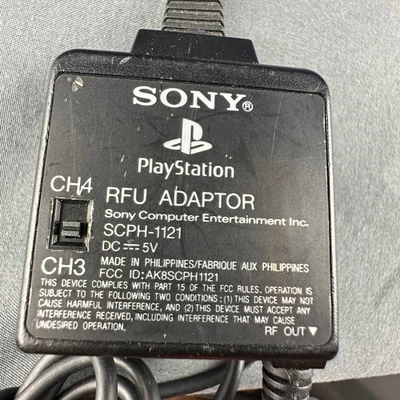 SONY®
PlayStation
CH4
RFU ADAPTOR
Sony Computer Entertainment Inc.
SCPH-1121
DC ⎓ 5V
CH3
MADE IN PHILIPPINES/FABRIQUE AUX PHILIPPINES
FCC ID:AK8SCPH1121
THIS DEVICE COMPLIES WITH PART 15 OF THE FCC RULES. OPERATION IS
SUBJECT TO THE FOLLOWING TWO CONDITIONS: (1) THIS DEVICE MAY NOT
CAUSE HARMFUL INTERFERENCE, AND (2) THIS DEVICE MUST ACCEPT ANY
INTERFERENCE RECEIVED, INCLUDING INTERFERENCE THAT MAY CAUSE
UNDESIRED OPERATION.
RF OUT▼